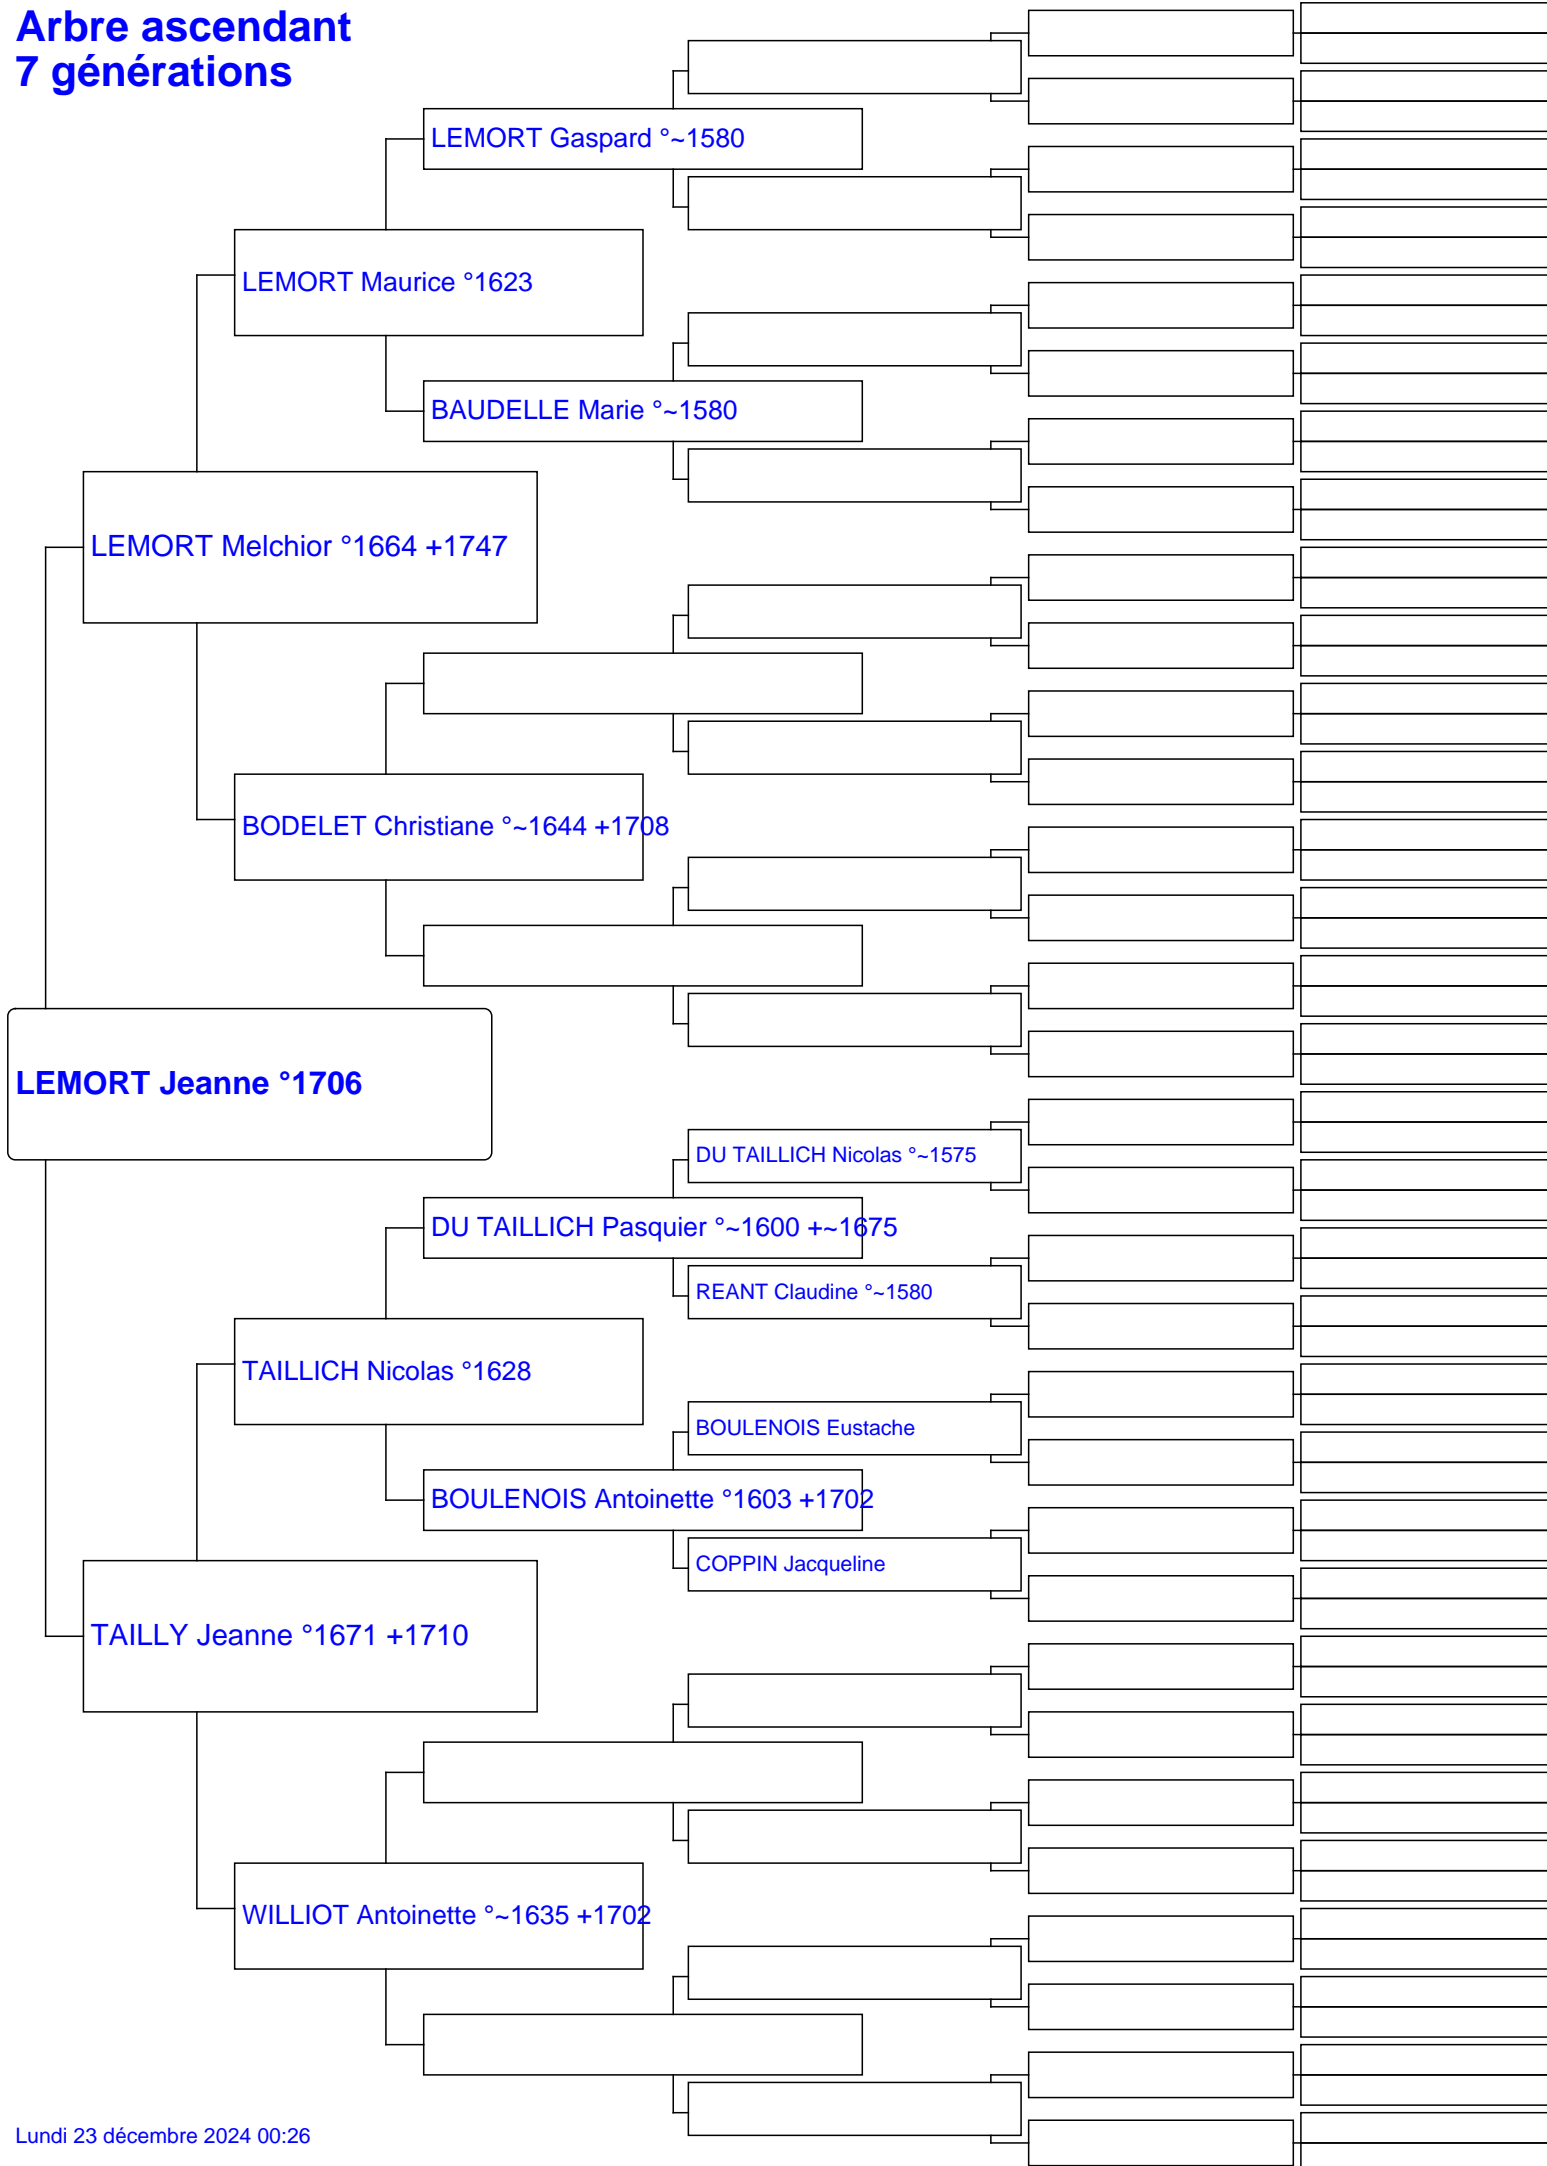 Arbre ascendant
7 générations
LEMORT Gaspard °~1580
LEMORT Maurice °1623
BAUDELLE Marie °~1580
LEMORT Melchior °1664 +1747
BODELET Christiane °~1644 +1708
LEMORT Jeanne °1706
DU TAILLICH Nicolas °~1575
DU TAILLICH Pasquier °~1600 +~1675
REANT Claudine °~1580
TAILLICH Nicolas °1628
BOULENOIS Eustache
BOULENOIS Antoinette °1603 +1702
COPPIN Jacqueline
TAILLY Jeanne °1671 +1710
WILLIOT Antoinette °~1635 +1702
Lundi 23 décembre 2024 00:26